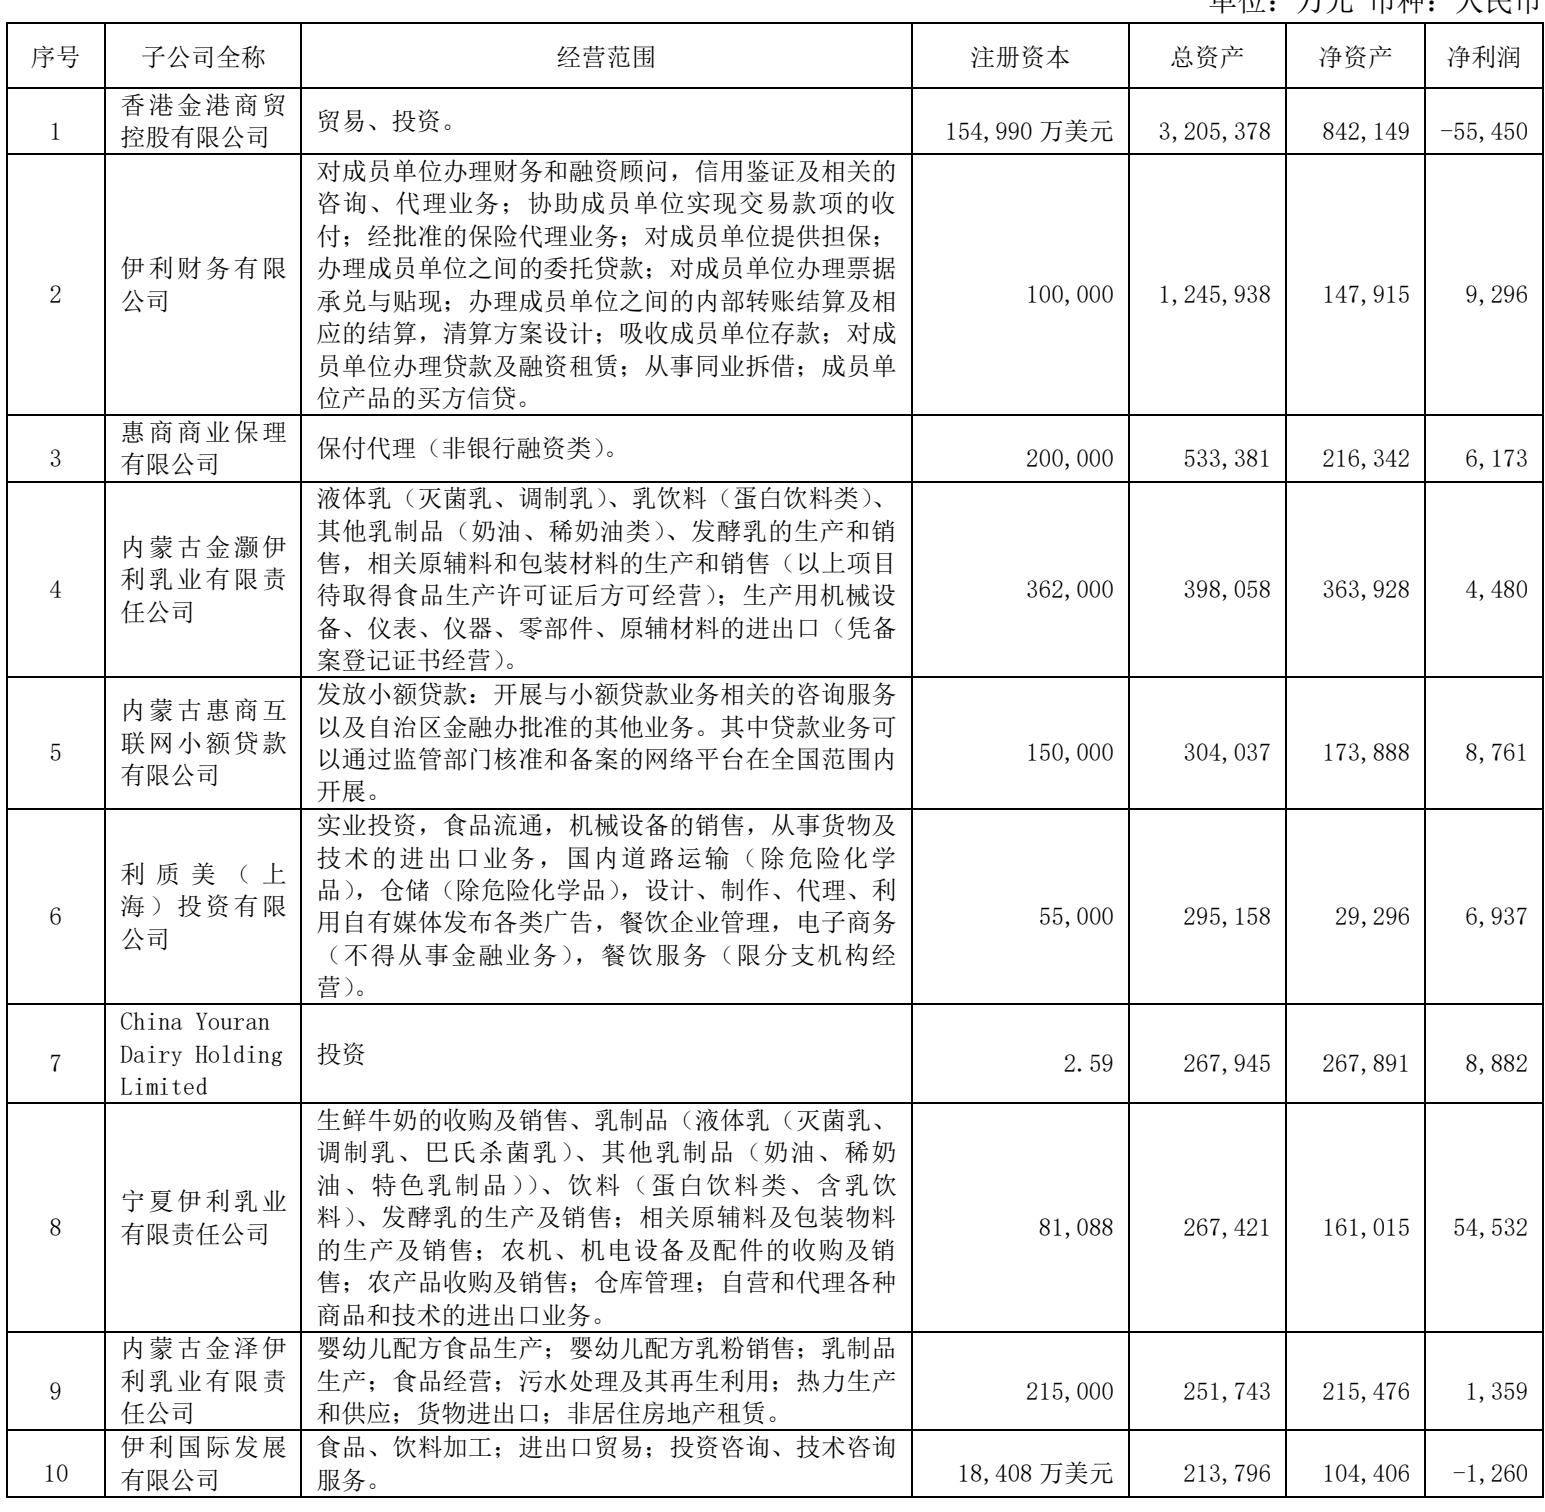 单位：万元 币种：人民币
序号 子公司全称 经营范围 注册资本 总资产 净资产 净利润
1 香港金港商贸控股有限公司 贸易、投资。 154,990 万美元 3,205,378 842,149 -55,450
对成员单位办理财务和融资顾问，信用鉴证及相关的
咨询、代理业务；协助成员单位实现交易款项的收
付；经批准的保险代理业务；对成员单位提供担保；
2 伊利财务有限公司 办理成员单位之间的委托贷款；对成员单位办理票据
承兑与贴现；办理成员单位之间的内部转账结算及相 100,000 1,245,938 147,915 9,296
应的结算，清算方案设计；吸收成员单位存款；对成
员单位办理贷款及融资租赁；从事同业拆借；成员单
位产品的买方信贷。
3 惠商商业保理有限公司 保付代理（非银行融资类）。 200,000 533,381 216,342 6,173
液体乳（灭菌乳、调制乳）、乳饮料（蛋白饮料类）、
其他乳制品（奶油、稀奶油类）、发酵乳的生产和销
4 内蒙古金灏伊利乳业有限责任公司 售，相关原辅料和包装材料的生产和销售（以上项目
待取得食品生产许可证后方可经营）；生产用机械设 362,000 398,058 363,928 4,480
备、仪表、仪器、零部件、原辅材料的进出口（凭备
案登记证书经营）。
5 内蒙古惠商互联网小额贷款有限公司 发放小额贷款：开展与小额贷款业务相关的咨询服务
以及自治区金融办批准的其他业务。其中贷款业务可
以通过监管部门核准和备案的网络平台在全国范围内 150,000 304,037 173,888 8,761
开展。
实业投资，食品流通，机械设备的销售，从事货物及
技术的进出口业务，国内道路运输（除危险化学
6 利质美（上海）投资有限公司 品），仓储（除危险化学品），设计、制作、代理、利
用自有媒体发布各类广告，餐饮企业管理，电子商务 55,000 295,158 29,296 6,937
（不得从事金融业务），餐饮服务（限分支机构经
营）。
7 China Youran Dairy Holding Limited 投资 2.59 267,945 267,891 8,882
生鲜牛奶的收购及销售、乳制品（液体乳（灭菌乳、
调制乳、巴氏杀菌乳）、其他乳制品（奶油、稀奶
油、特色乳制品））、饮料（蛋白饮料类、含乳饮
8 宁夏伊利乳业有限责任公司 料）、发酵乳的生产及销售；相关原辅料及包装物料 81,088 267,421 161,015 54,532
的生产及销售；农机、机电设备及配件的收购及销
售；农产品收购及销售；仓库管理；自营和代理各种
商品和技术的进出口业务。
9 内蒙古金泽伊利乳业有限责任公司 婴幼儿配方食品生产；婴幼儿配方乳粉销售；乳制品
生产；食品经营；污水处理及其再生利用；热力生产 215,000 251,743 215,476 1,359
和供应；货物进出口；非居住房地产租赁。
10 伊利国际发展有限公司 食品、饮料加工；进出口贸易；投资咨询、技术咨询
服务。 18,408 万美元 213,796 104,406 -1,260